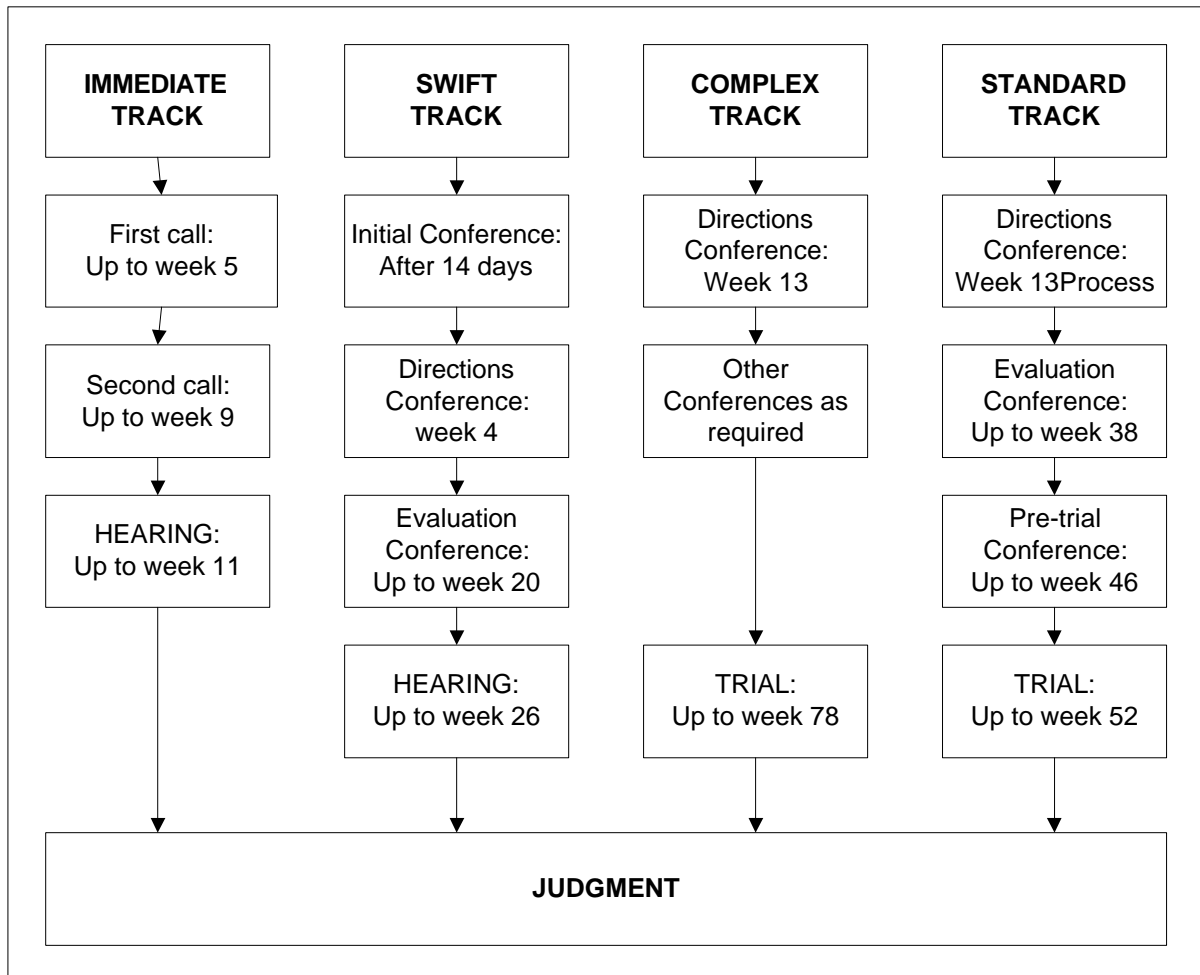 IMMEDIATE
TRACK
First call:
Up to week 5
Second call:
Up to week 9
HEARING:
Up to week 11
SWIFT
TRACK
Initial Conference:
After 14 days
Directions
Conference:
week 4
Evaluation
Conference:
Up to week 20
HEARING:
Up to week 26
COMPLEX
TRACK
Directions
Conference:
Week 13
Other
Conferences as
required
TRIAL:
Up to week 78
STANDARD
TRACK
Directions
Conference:
Week 13Process
Evaluation
Conference:
Up to week 38
Pre-trial
Conference:
Up to week 46
TRIAL:
Up to week 52
JUDGMENT